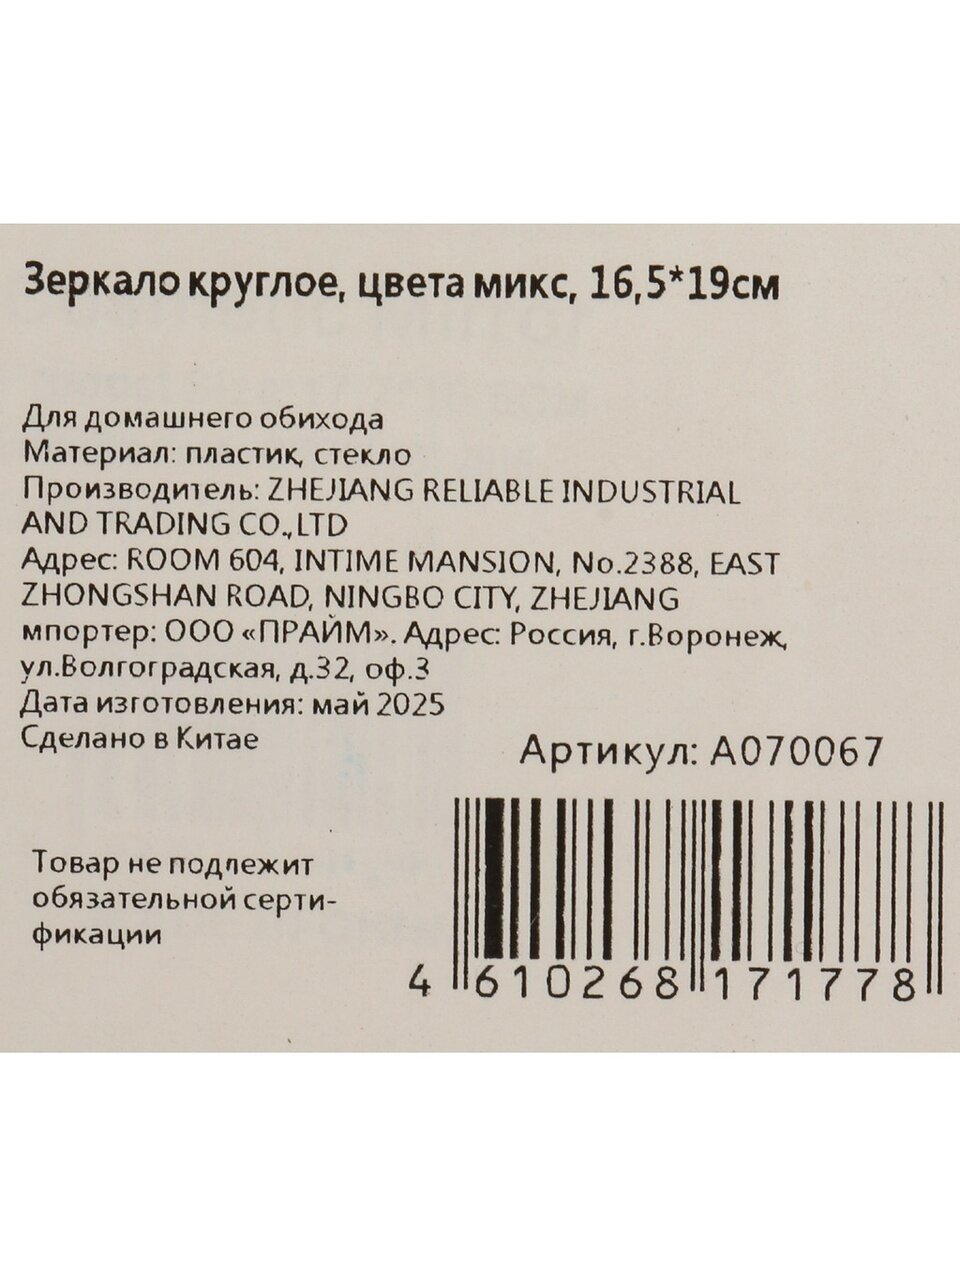 Зеркало круглое, цвета микс, 16,5*19см
Для домашнего обихода
Материал: пластик, стекло
Производитель: ZHEJIANG RELIABLE INDUSTRIAL
AND TRADING CO.,LTD
Адрес: ROOM 604, INTIME MANSION, No.2388, EAST
ZHONGSHAN ROAD, NINGBO CITY, ZHEJIANG
мпортер: ООО «ПРАЙМ». Адрес: Россия, г.Воронеж,
ул.Волгоградская, д.32, оф.3
Дата изготовления: май 2025
Сделано в Китае
Артикул: A070067
Товар не подлежит
обязательной серти-
фикации
4 610268 171778